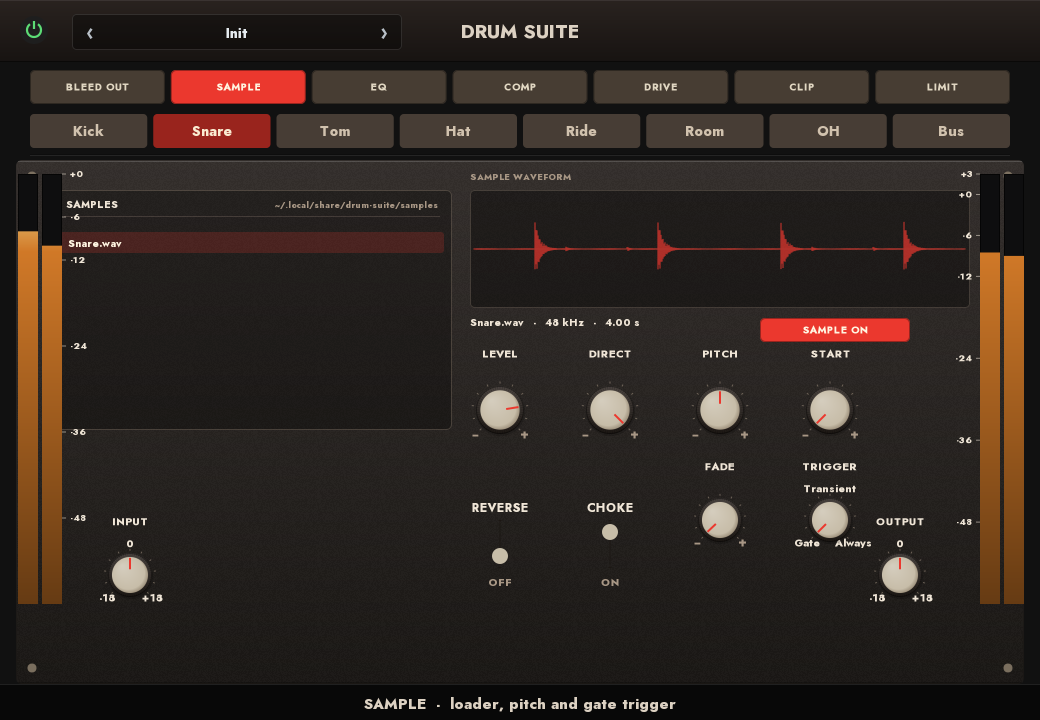 ‹ Init ›
DRUM SUITE
BLEED OUT SAMPLE EQ COMP DRIVE CLIP LIMIT
Kick Snare Tom Hat Ride Room OH Bus
+0
-6
-12
-24
-36
-48
SAMPLES ~/.local/share/drum-suite/samples
Snare.wav
SAMPLE WAVEFORM
+3
+0
-6
-12
-24
-36
-48
Snare.wav · 48 kHz · 4.00 s
SAMPLE ON
LEVEL DIRECT PITCH START
- + - + - + - +
FADE TRIGGER
Transient
- + Gate Always
REVERSE CHOKE
OFF ON
INPUT
0
-18 +18
OUTPUT
0
-18 +18
SAMPLE - loader, pitch and gate trigger